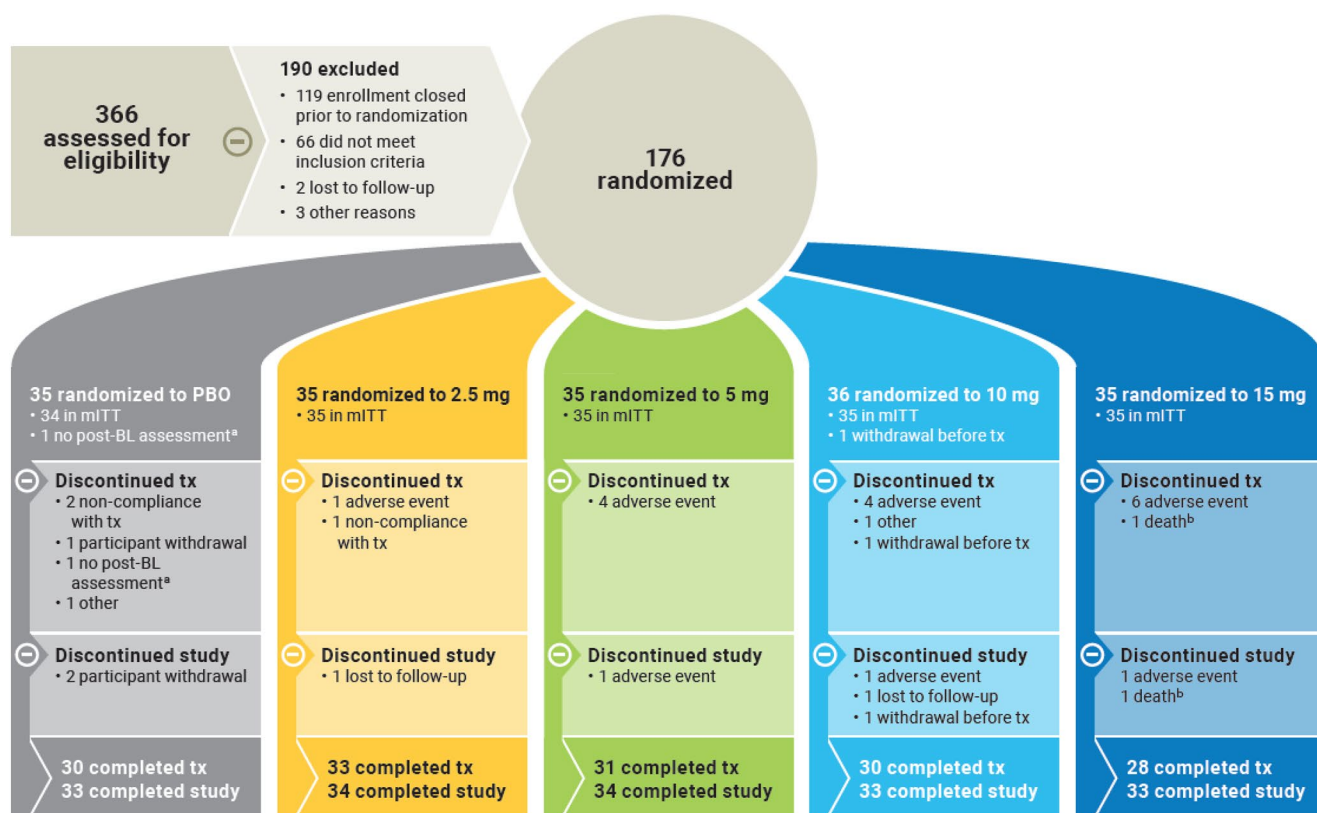 366
assessed for
eligibility
190 excluded
• 119 enrollment closed
prior to randomization
• 66 did not meet
inclusion criteria
• 2 lost to follow-up
• 3 other reasons
176
randomized
35 randomized to PBO
• 34 in mITT
• 1 no post-BL assessmentᵃ
Discontinued tx
• 2 non-compliance
with tx
• 1 participant withdrawal
• 1 no post-BL
assessmentᵃ
• 1 other
Discontinued study
• 2 participant withdrawal
30 completed tx
33 completed study
35 randomized to 2.5 mg
• 35 in mITT
Discontinued tx
• 1 adverse event
• 1 non-compliance
with tx
Discontinued study
• 1 lost to follow-up
33 completed tx
34 completed study
35 randomized to 5 mg
• 35 in mITT
Discontinued tx
• 4 adverse event
Discontinued study
• 1 adverse event
31 completed tx
34 completed study
36 randomized to 10 mg
• 35 in mITT
• 1 withdrawal before tx
Discontinued tx
• 4 adverse event
• 1 other
• 1 withdrawal before tx
Discontinued study
• 1 adverse event
• 1 lost to follow-up
• 1 withdrawal before tx
30 completed tx
33 completed study
35 randomized to 15 mg
• 35 in mITT
Discontinued tx
• 6 adverse event
• 1 deathᵇ
Discontinued study
1 adverse event
1 deathᵇ
28 completed tx
33 completed study